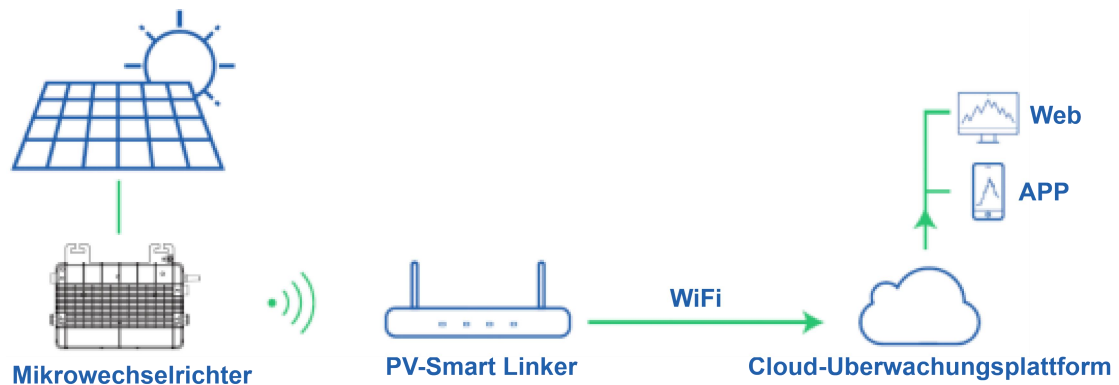 Web
APP
WiFi
Mikrowechselrichter
PV-Smart Linker
Cloud-Uberwachungsplattform